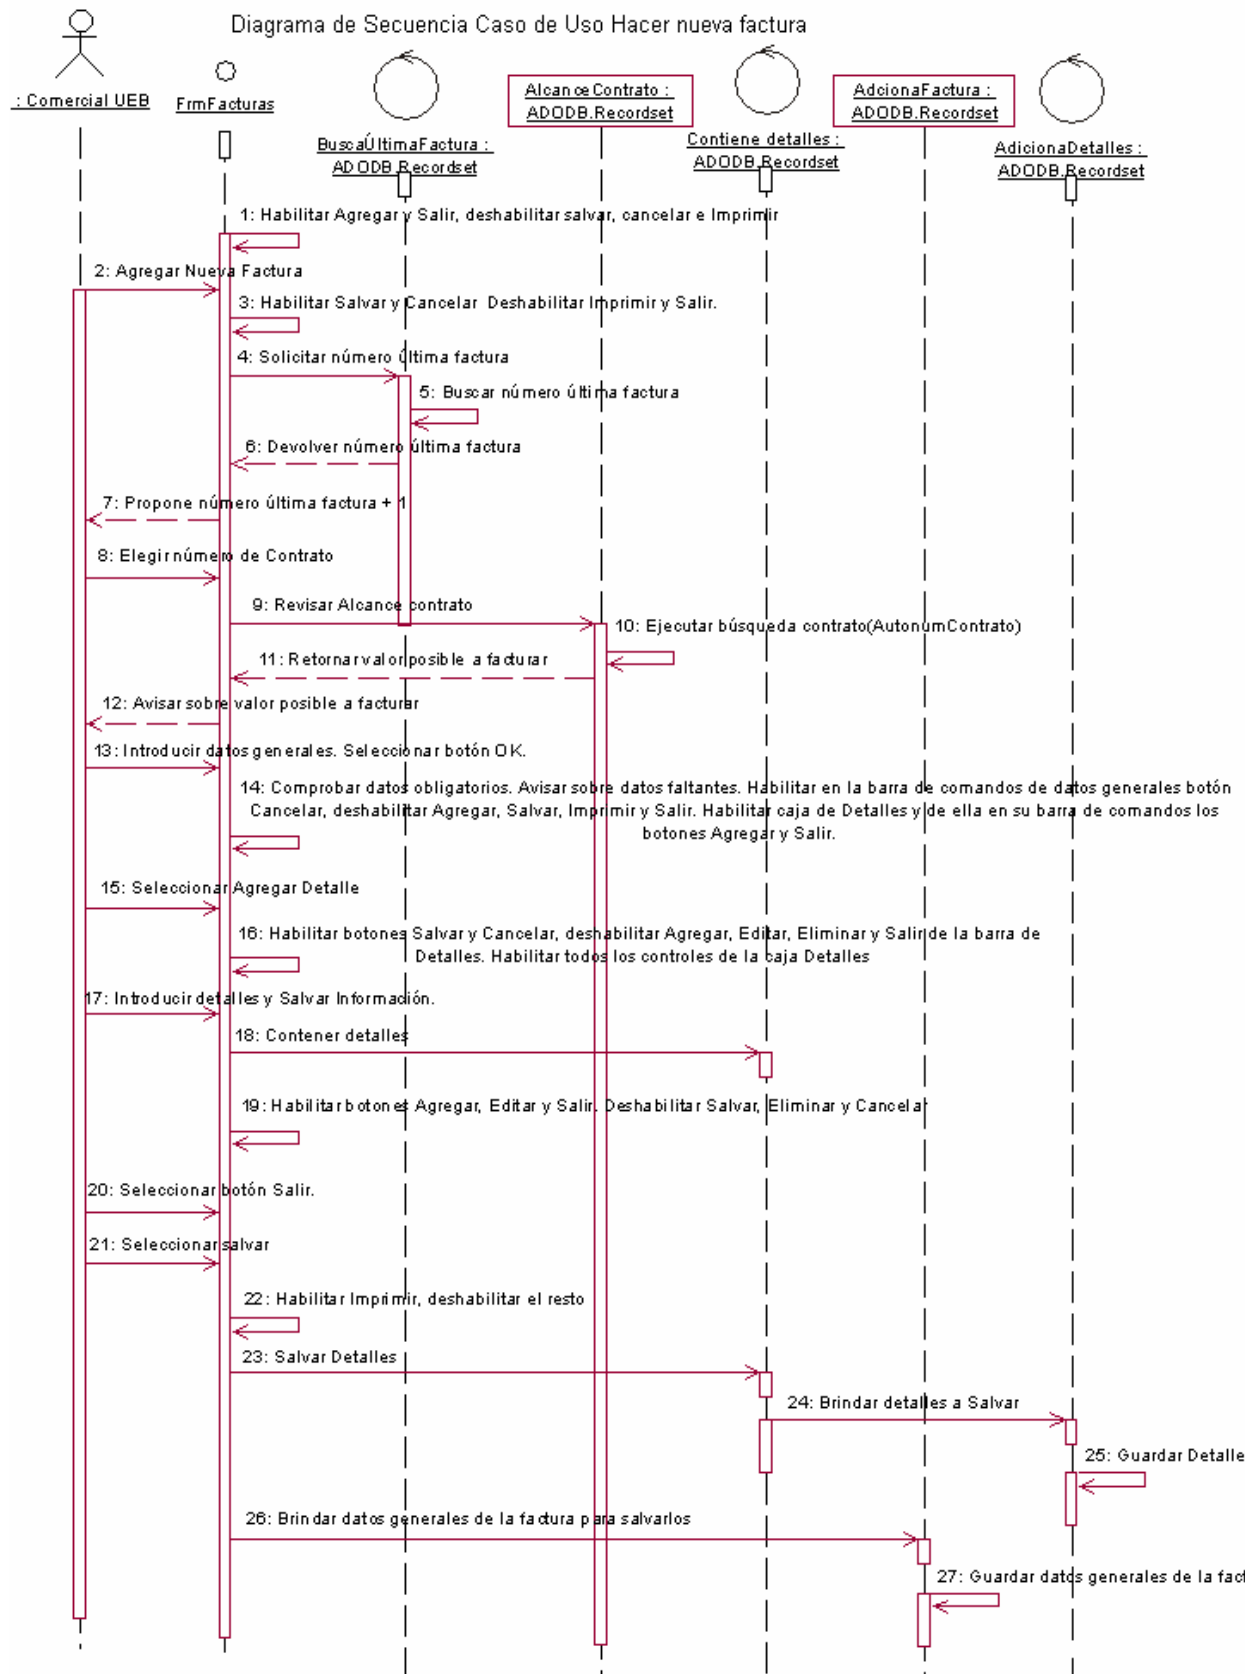 Diagrama de Secuencia Caso de Uso Hacer nueva factura
: Comercial UEB
FrmFacturas
BuscaÚltimaFactura :
ADODB.Recordset
AlcanceContrato :
ADODB.Recordset
Contiene detalles :
ADODB.Recordset
AdcionaFactura :
ADODB.Recordset
AdicionaDetalles :
ADODB.Recordset
1: Habilitar Agregar y Salir, deshabilitar salvar, cancelar e Imprimir
2: Agregar Nueva Factura
3: Habilitar Salvar y Cancelar Deshabilitar Imprimir y Salir.
4: Solicitar número última factura
5: Buscar número última factura
6: Devolver número última factura
7: Propone número última factura + 1
8: Elegir número de Contrato
9: Revisar Alcance contrato
10: Ejecutar búsqueda contrato(AutonumContrato)
11: Retornar valor posible a facturar
12: Avisar sobre valor posible a facturar
13: Introducir datos generales. Seleccionar botón OK.
14: Comprobar datos obligatorios. Avisar sobre datos faltantes. Habilitar en la barra de comandos de datos generales botón
Cancelar, deshabilitar Agregar, Salvar, Imprimir y Salir. Habilitar caja de Detalles y de ella en su barra de comandos los
botones Agregar y Salir.
15: Seleccionar Agregar Detalle
16: Habilitar botones Salvar y Cancelar, deshabilitar Agregar, Editar, Eliminar y Salir de la barra de
Detalles. Habilitar todos los controles de la caja Detalles
17: Introducir detalles y Salvar Información.
18: Contener detalles
19: Habilitar botones Agregar, Editar y Salir. Deshabilitar Salvar, Eliminar y Cancelar
20: Seleccionar botón Salir.
21: Seleccionar salvar
22: Habilitar Imprimir, deshabilitar el resto
23: Salvar Detalles
24: Brindar detalles a Salvar
25: Guardar Detalle
26: Brindar datos generales de la factura para salvarlos
27: Guardar datos generales de la fact